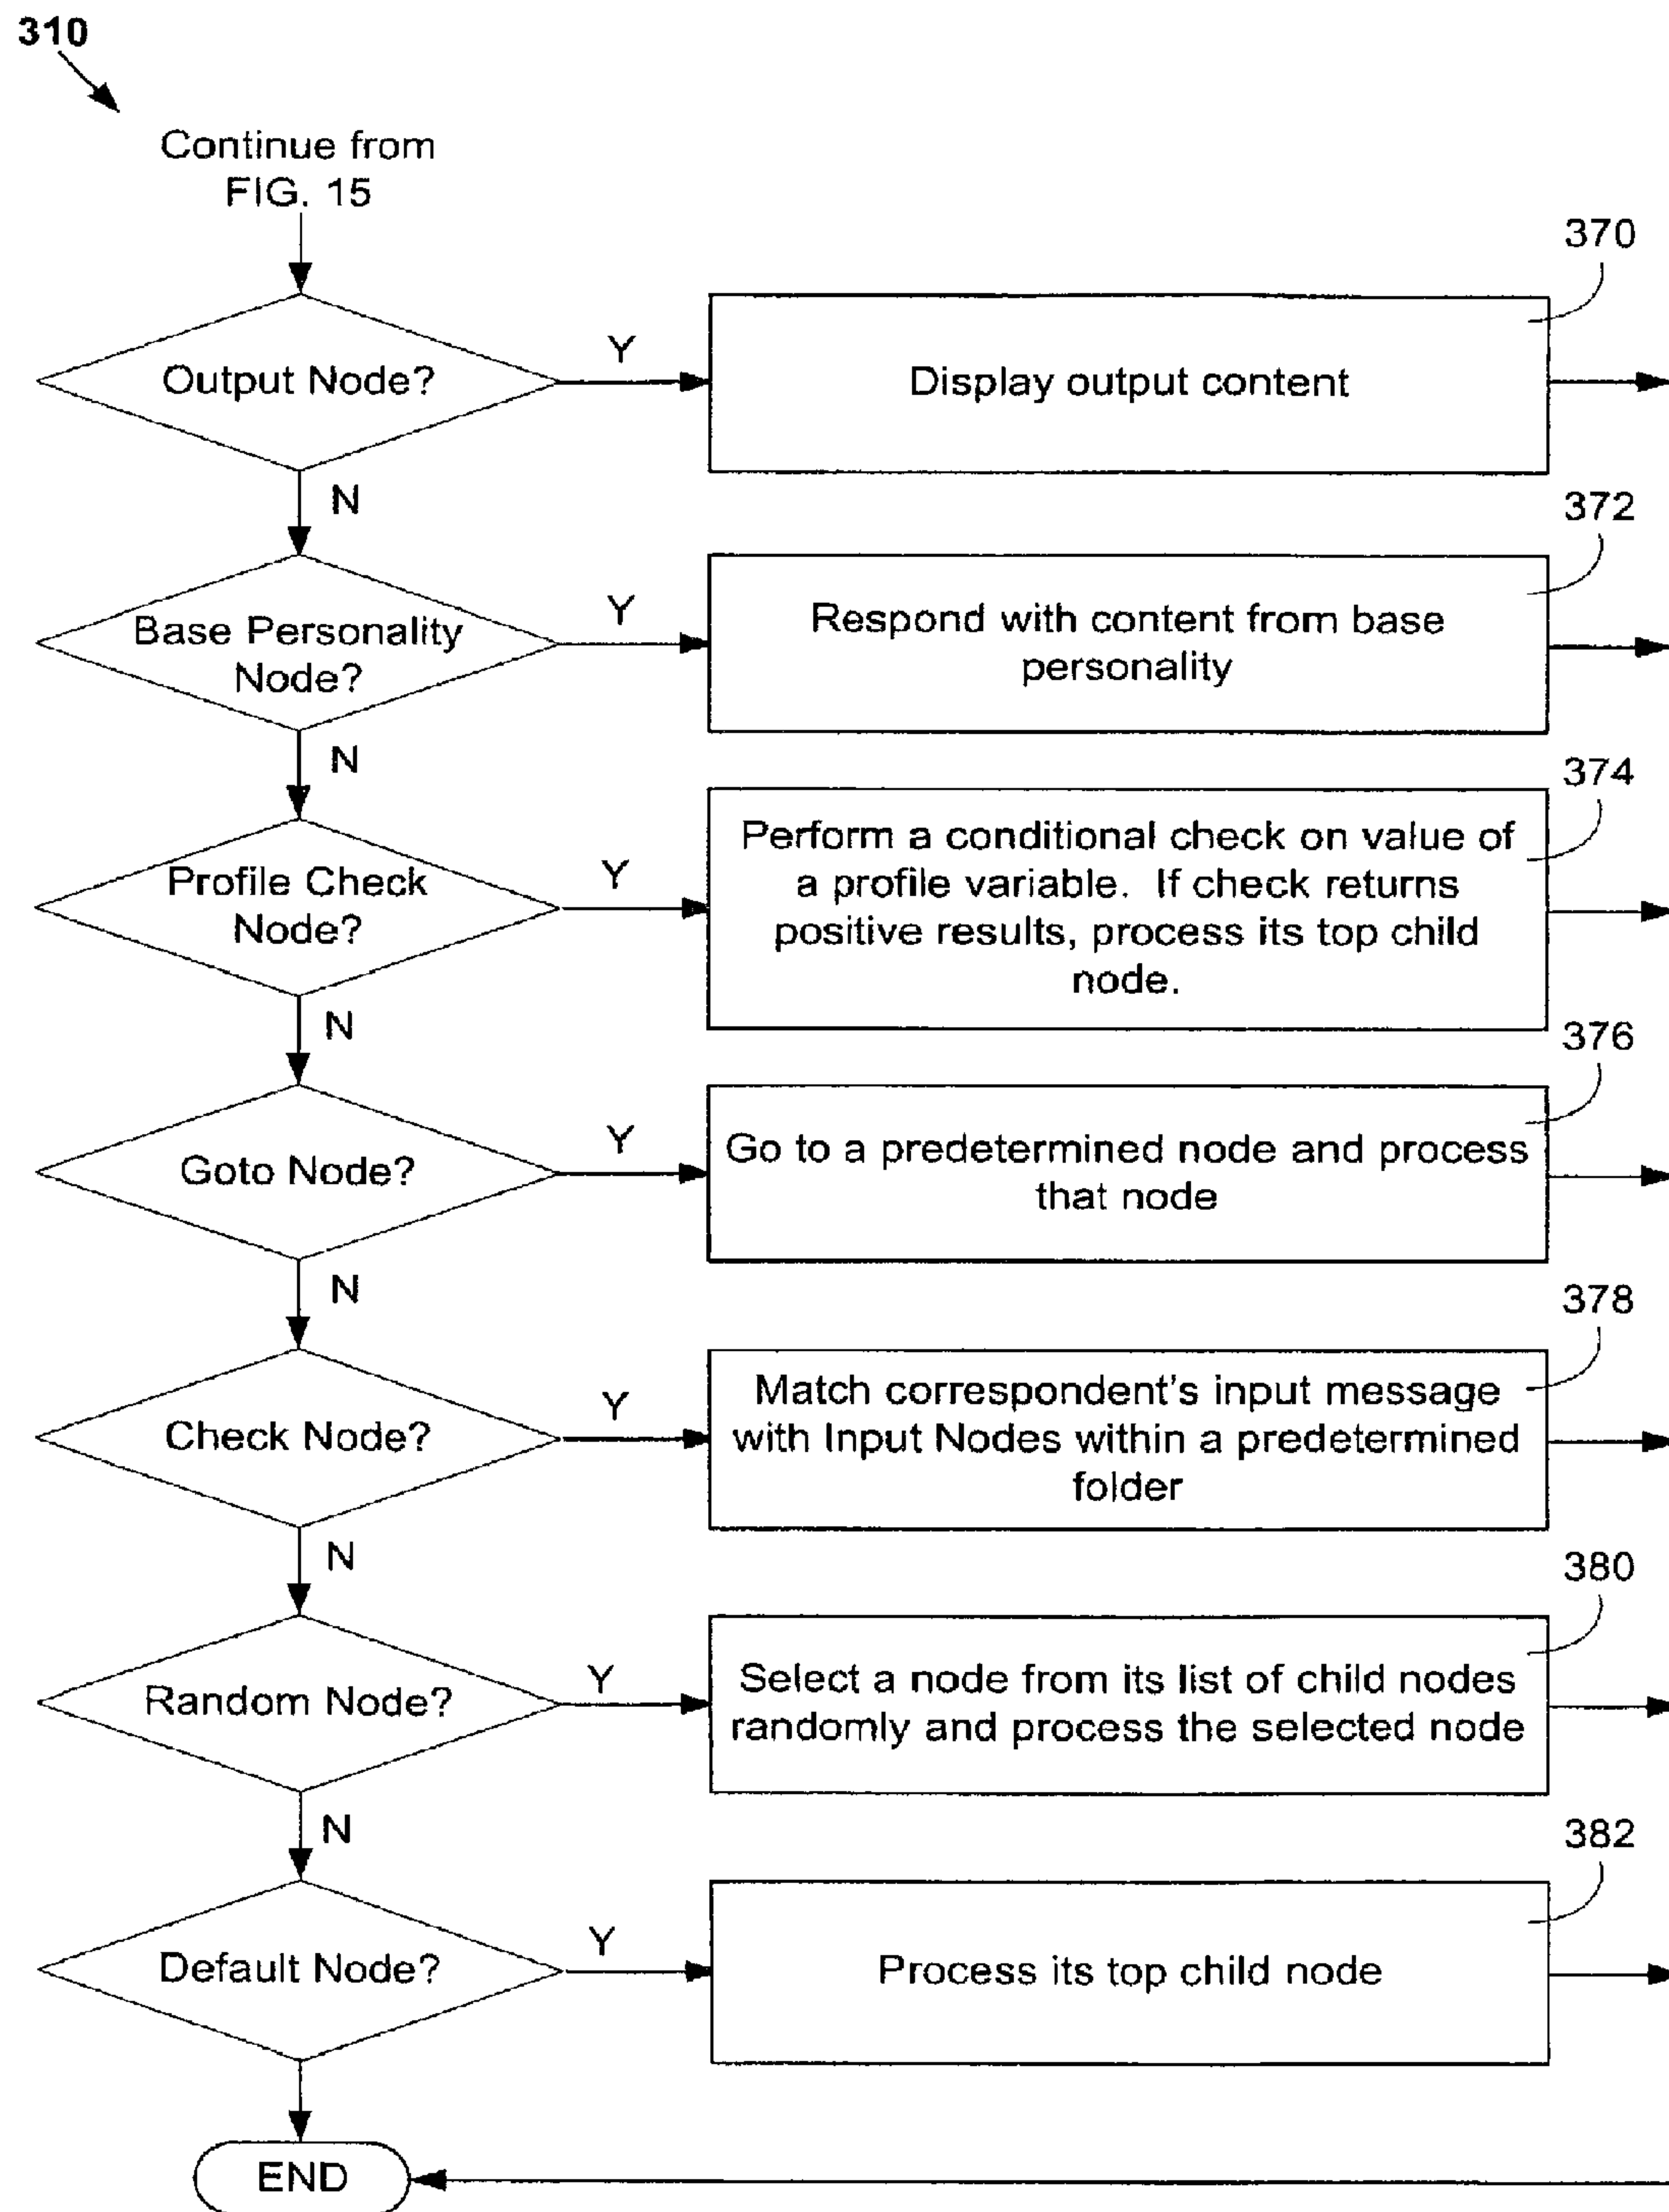 310
Continue from
FIG. 15
370
Output Node?
Y
Display output content
N
372
Base Personality
Node?
Y
Respond with content from base
personality
N
374
Profile Check
Node?
Y
Perform a conditional check on value of
a profile variable.  If check returns
positive results, process its top child
node.
N
376
Goto Node?
Y
Go to a predetermined node and process
that node
N
378
Check Node?
Y
Match correspondent's input message
with Input Nodes within a predetermined
folder
N
380
Random Node?
Y
Select a node from its list of child nodes
randomly and process the selected node
N
382
Default Node?
Y
Process its top child node
END